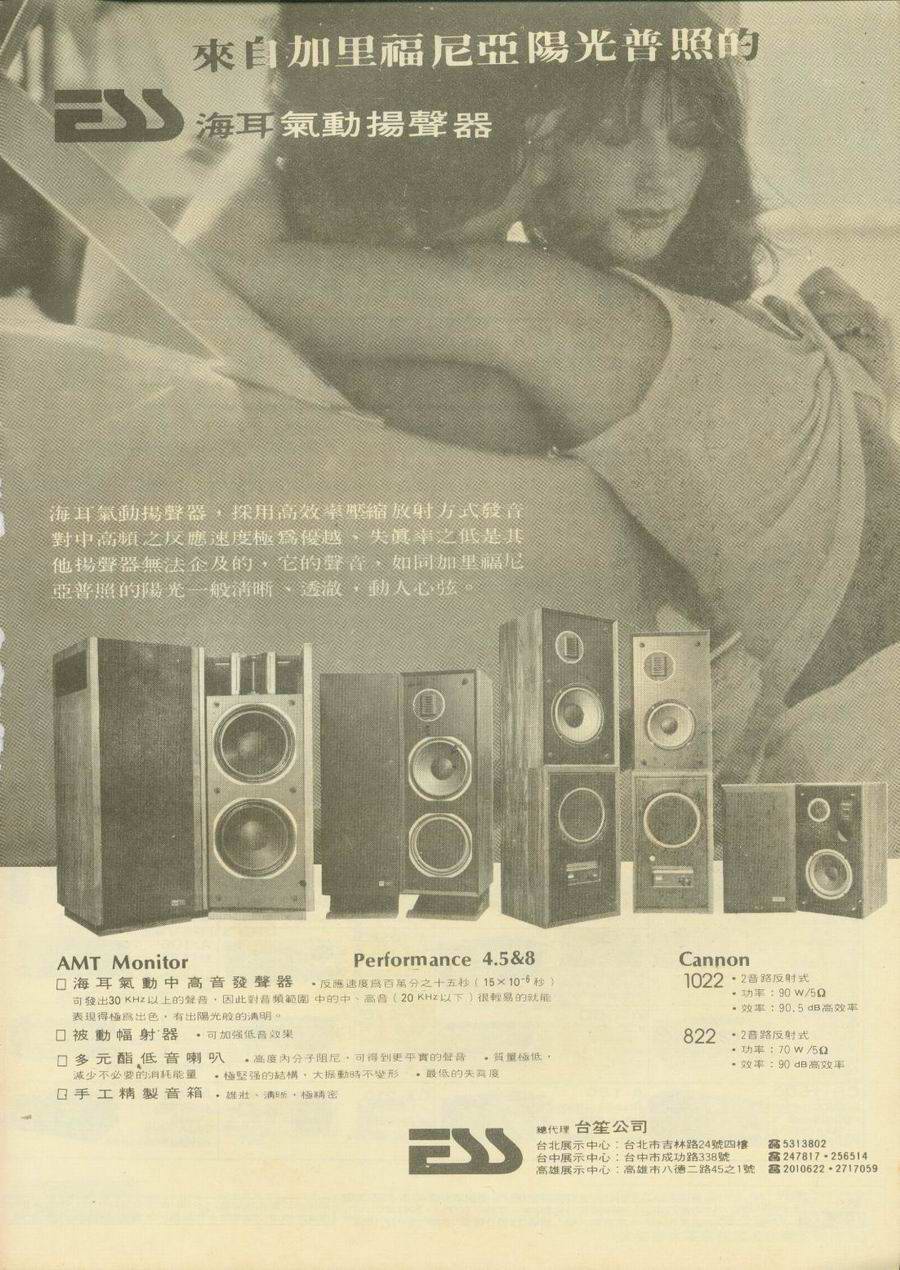 來自加里福尼亞陽光普照的
ESS 海耳氣動揚聲器
海耳氣動揚聲器，採用高效率壓縮放射方式發音
對中高頻之反應速度極爲優越、失眞率之低是其
他揚聲器無法企及的，它的聲音、如同加里福尼
亞普照的陽光一般清晰、透澈，動人心弦。
AMT Monitor
Performance 4.5&8
□海耳氣動中高音發聲器 •反應速度爲百萬分之十五秒（15×10⁻⁶秒）
可發出30 KHz以上的聲音，因此對音頻範圍中的中、高音（20 KHz以下）很輕易的就能
表現得極爲出色，有出陽光般的清明。
□被動幅射器 •可加強低音效果
□多元酯低音喇叭 •高度內分子阻尼，可得到更平實的聲音 •質量極低，
減少不必要的消耗能量 •極堅强的結構，大振動時不變形 •最低的失眞度
□手工精製音箱 •雄壯、清晰、極精密
Cannon
1022 •2音路反射式
•功率：90 W/5Ω
•效率：90.5 dB高效率
822 •2音路反射式
•功率：70 W/5Ω
•效率：90 dB高效率
ESS
總代理 台笙公司
台北展示中心：台北市吉林路24號四樓 ☎5313802
台中展示中心：台中市成功路338號 ☎247817•256514
高雄展示中心：高雄市八德二路45之1號 ☎2010622•2717059